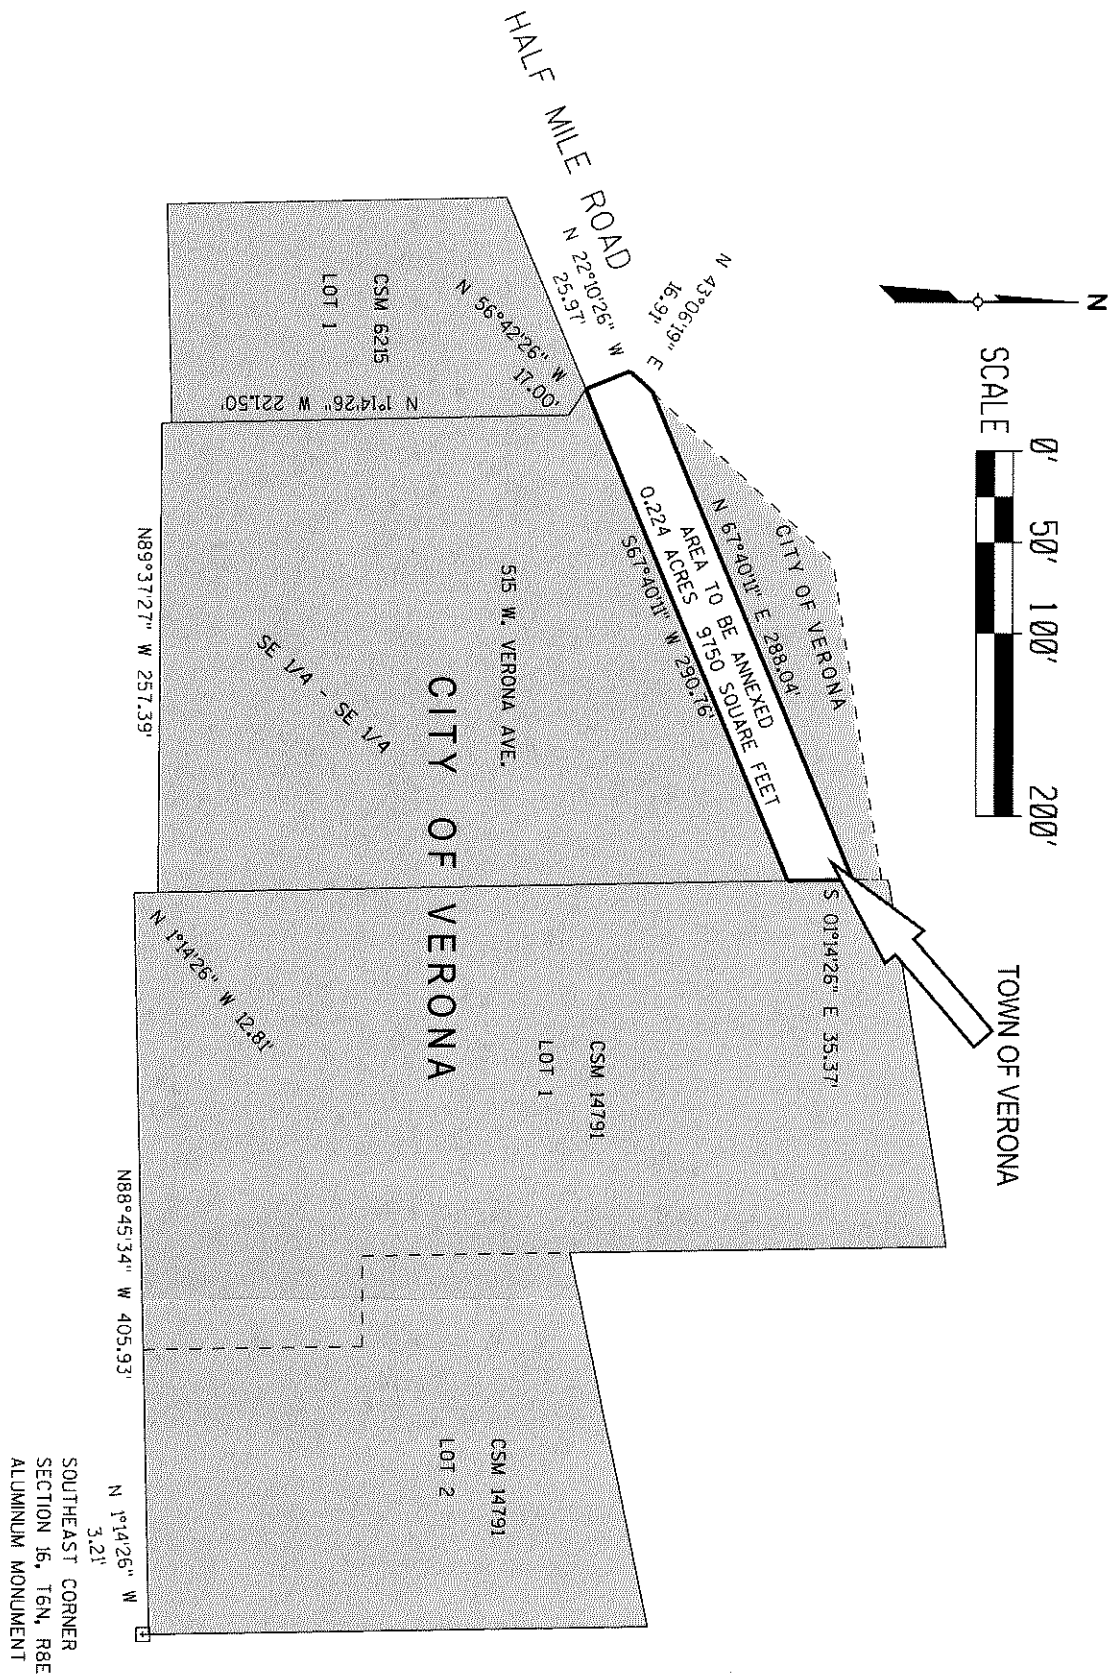 N
SCALE
0'
50'
100'
200'
TOWN OF VERONA
HALF MILE ROAD
N 43°06'19" E
16.91'
N 22°10'26" W
25.97'
N 56°42'26" W
17.00'
CITY OF VERONA
N 67°40'11" E 288.04'
AREA TO BE ANNEXED
0.224 ACRES 9750 SQUARE FEET
S67°40'11" W 290.76'
S 01°14'26" E 35.37'
CSM 6215
LOT 1
N 1°14'26" W 221.50'
515 W. VERONA AVE.
CITY OF VERONA
SE 1/4 - SE 1/4
N89°37'27" W 257.39'
CSM 14791
LOT 1
N 1°14'26" W 12.81'
N88°45'34" W 405.93'
CSM 14791
LOT 2
N 1°14'26" W
3.21'
SOUTHEAST CORNER
SECTION 16, T6N, R8E
ALUMINUM MONUMENT